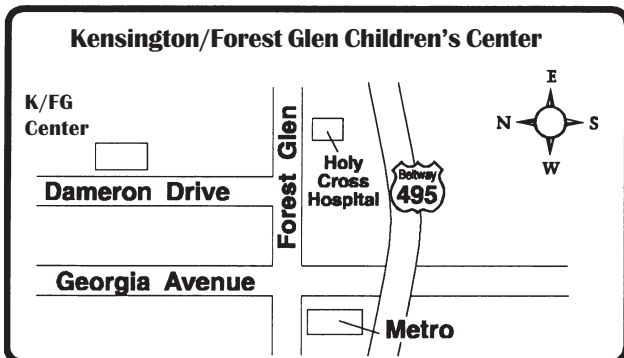 Kensington/Forest Glen Children's Center
K/FG
Center
E
N
S
W
Forest Glen
Holy
Cross
Hospital
Beltway
495
Dameron Drive
Georgia Avenue
Metro